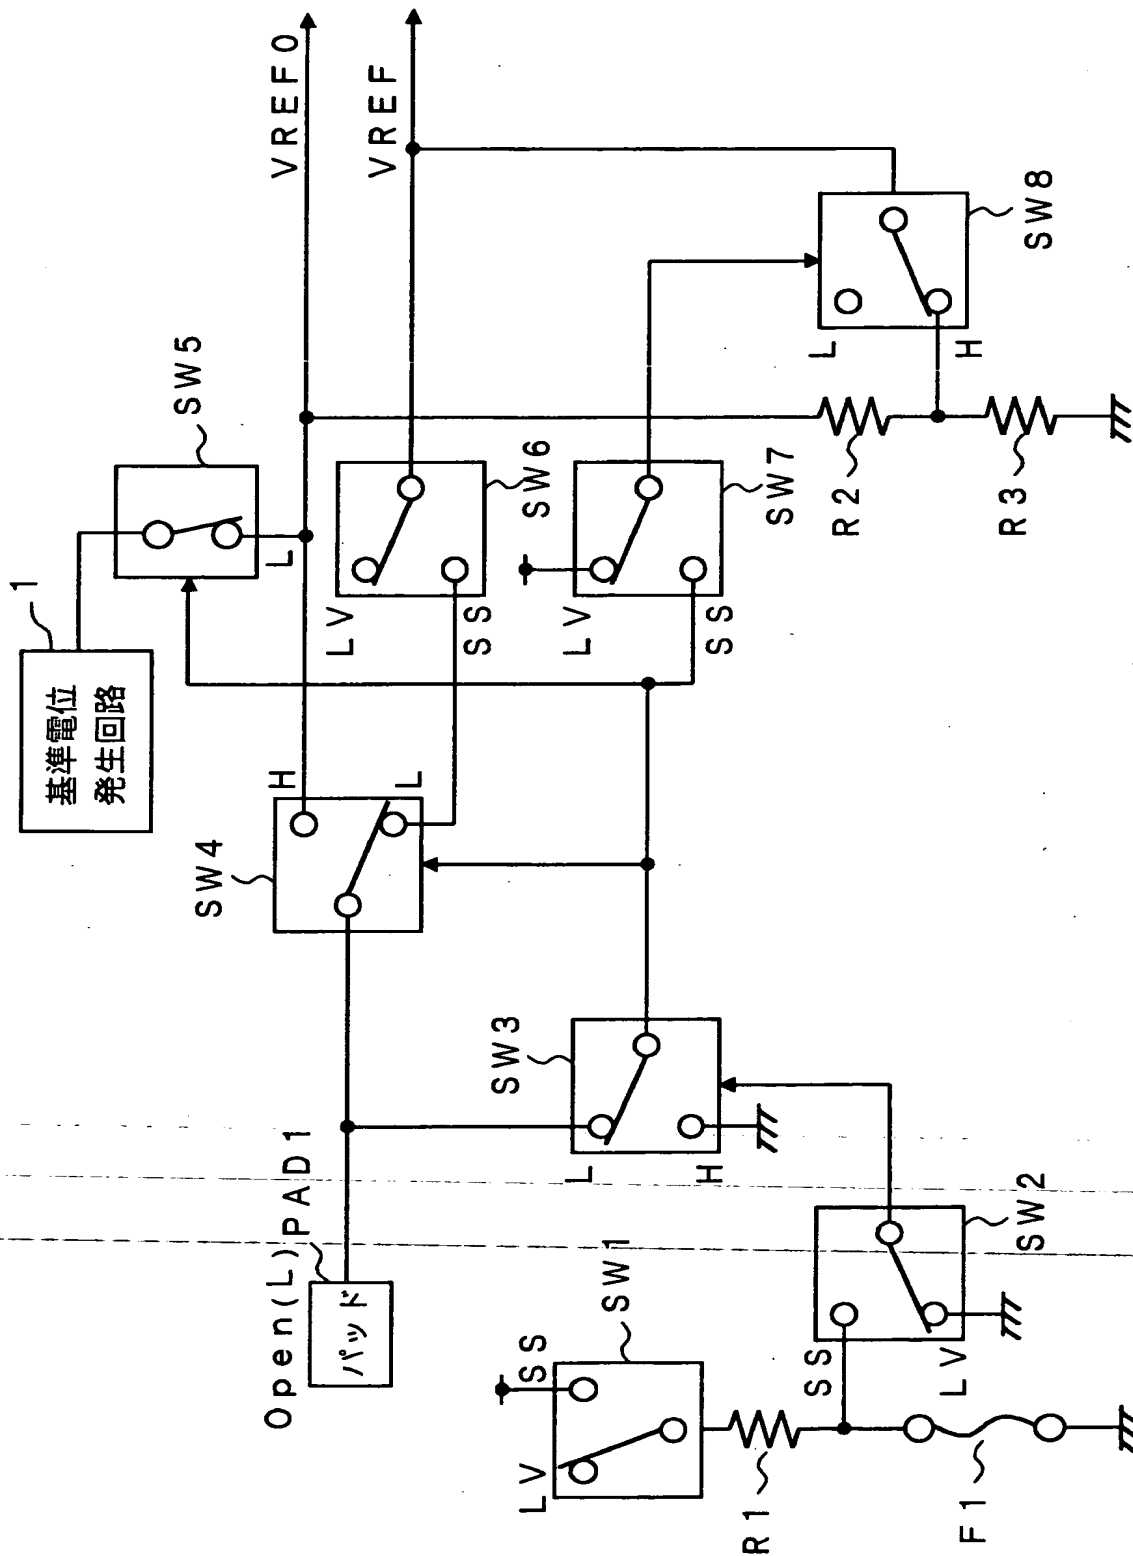 1
基準電位
発生回路
SW5
L
VREF0
VREF
SW4
H
L
LV
SS
SW6
LV
SS
SW7
L
H
SW8
R2
R3
Open(L)
PAD1
パッド
SW3
L
H
SW1
LV
SS
SW2
SS
LV
R1
F1